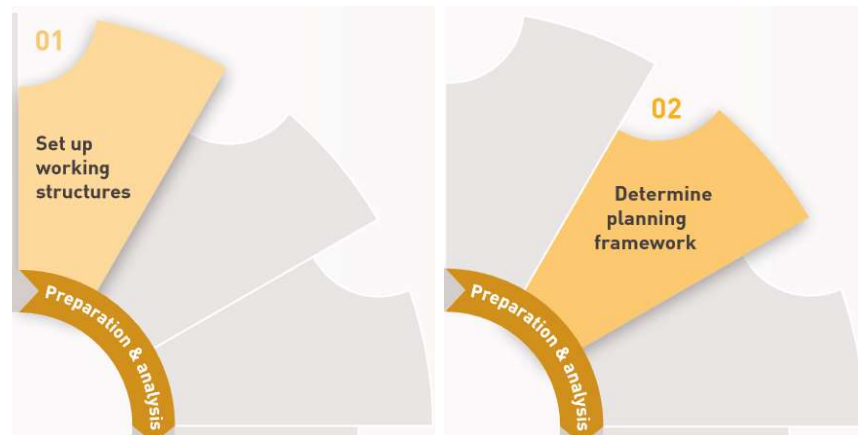 01
Set up
working
structures
Preparation & analysis
02
Determine
planning
framework
Preparation & analysis